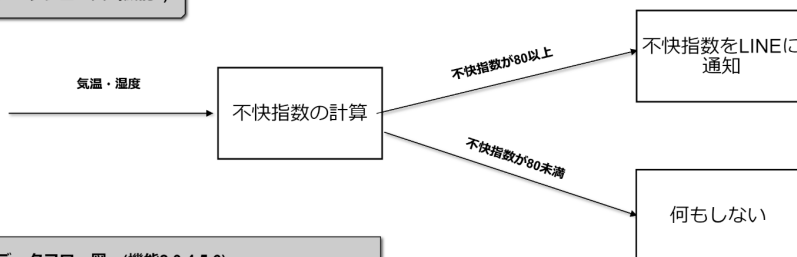 不快指数が80以上
不快指数をLINEに
通知
気温・湿度
不快指数の計算
不快指数が80未満
何もしない